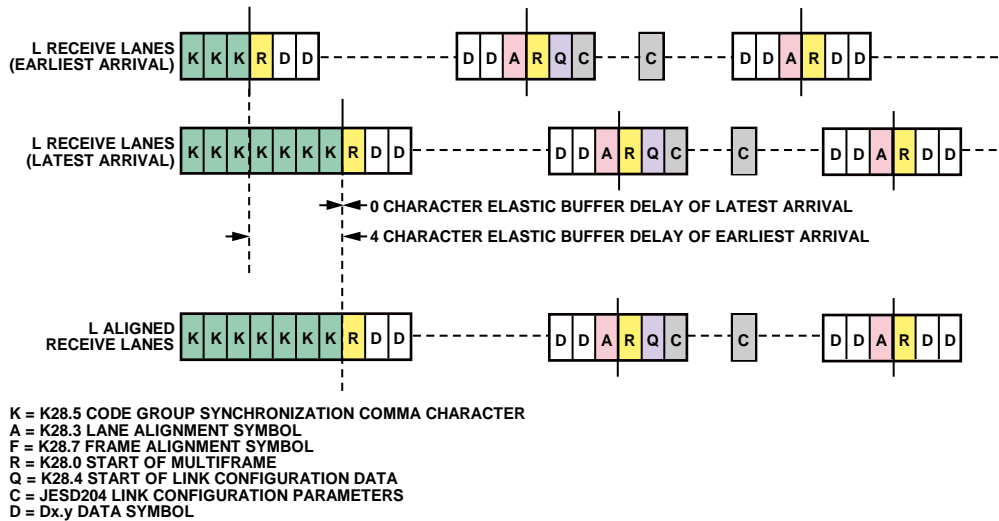 L RECEIVE LANES
(EARLIEST ARRIVAL)
K K K R D D
D D A R Q C
C
D D A R D D
L RECEIVE LANES
(LATEST ARRIVAL)
K K K K K K K R D D
D D A R Q C
C
D D A R D D
0 CHARACTER ELASTIC BUFFER DELAY OF LATEST ARRIVAL
4 CHARACTER ELASTIC BUFFER DELAY OF EARLIEST ARRIVAL
L ALIGNED
RECEIVE LANES
K K K K K K K R D D
D D A R Q C
C
D D A R D D
K = K28.5 CODE GROUP SYNCHRONIZATION COMMA CHARACTER
A = K28.3 LANE ALIGNMENT SYMBOL
F = K28.7 FRAME ALIGNMENT SYMBOL
R = K28.0 START OF MULTIFRAME
Q = K28.4 START OF LINK CONFIGURATION DATA
C = JESD204 LINK CONFIGURATION PARAMETERS
D = Dx.y DATA SYMBOL